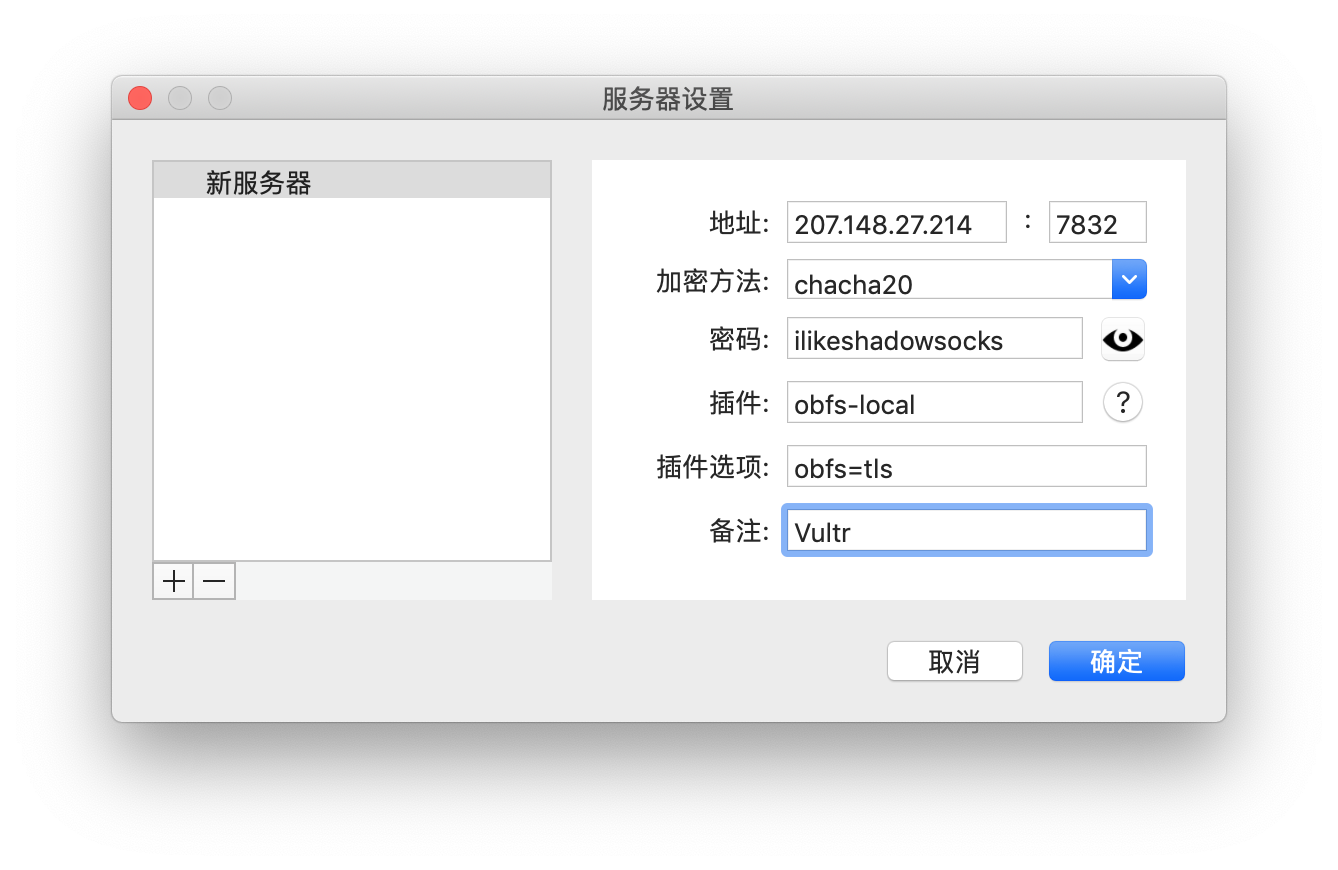 服务器设置
新服务器
地址: 207.148.27.214 : 7832
加密方法: chacha20
密码: ilikeshadowsocks
插件: obfs-local ?
插件选项: obfs=tls
备注: Vultr
取消 确定